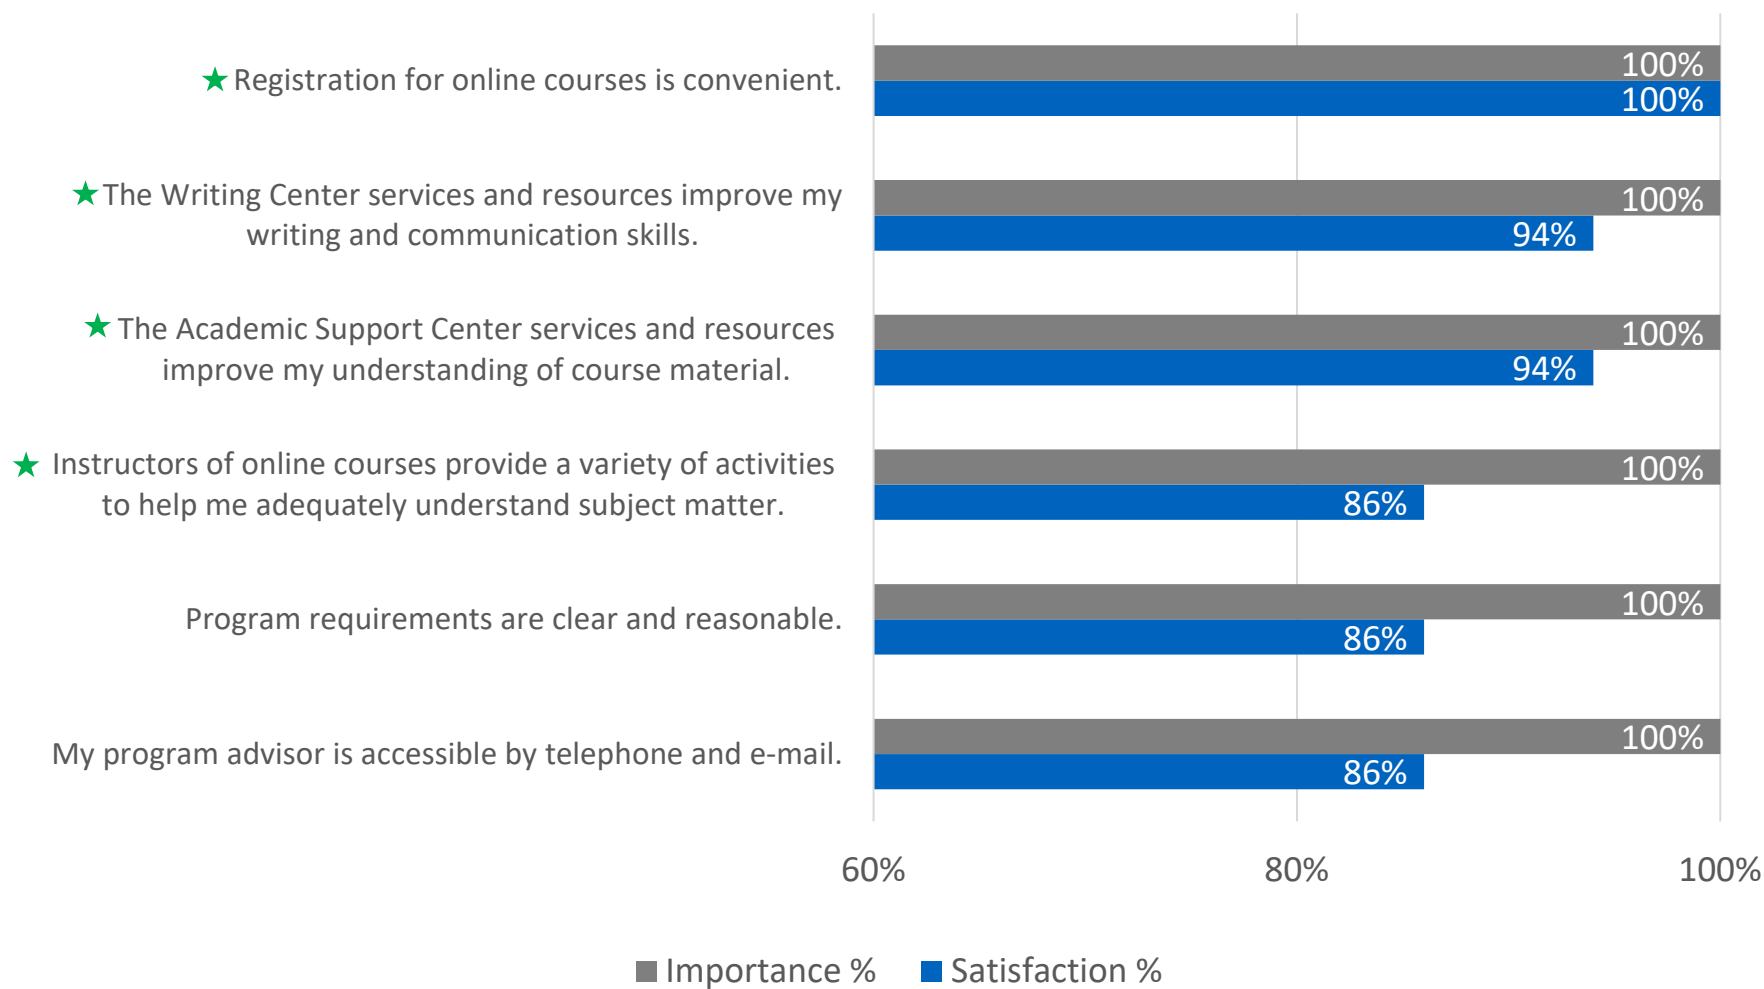 ★ Registration for online courses is convenient.
100%
100%
★ The Writing Center services and resources improve my
writing and communication skills.
100%
94%
★ The Academic Support Center services and resources
improve my understanding of course material.
100%
94%
★ Instructors of online courses provide a variety of activities
to help me adequately understand subject matter.
100%
86%
Program requirements are clear and reasonable.
100%
86%
My program advisor is accessible by telephone and e-mail.
100%
86%
60% 80% 100%
Importance % Satisfaction %